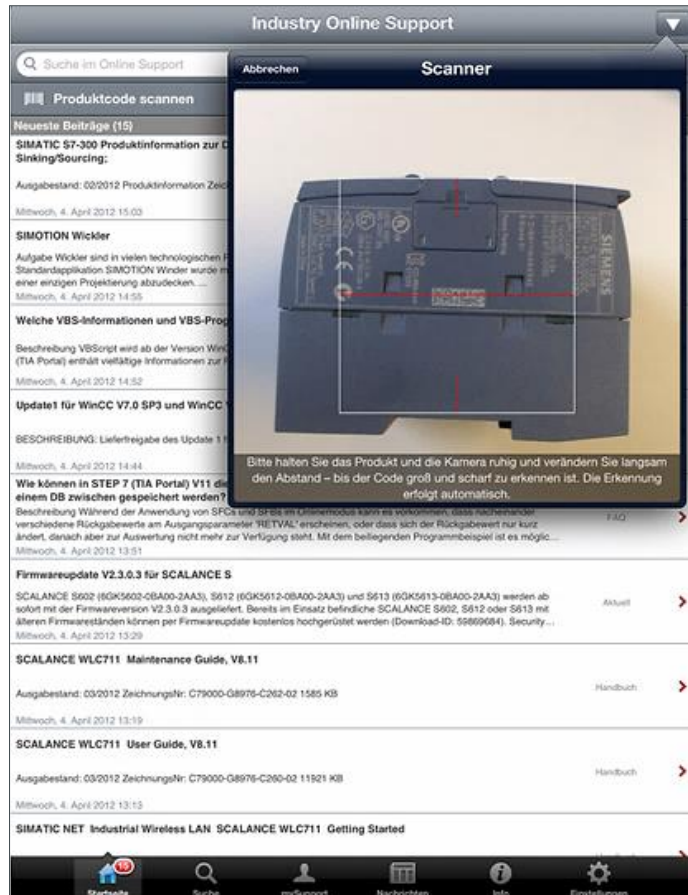 Industry Online Support
Suche im Online Support
Abbrechen
Scanner
Produktcode scannen
Neueste Beiträge (15)
SIMATIC S7-300 Produktinformation zur
Sinking/Sourcing;
Ausgabestand: 02/2012 Produktinformation
Mittwoch, 4. April 2012 15:03
SIEMENS
SIMOTION Wickler
Aufgabe Wickler sind in vielen technologischen
Standardapplikation SIMOTION Winder wurde
einer einzigen Projektierung abzudecken. ...
Mittwoch, 4. April 2012 14:55
Welche VBS-Informationen und
Beschreibung VBScript wird ab der Version
(TIA Portal) enthält vielfältige Informationen zur
Mittwoch, 4. April 2012 14:52
Update1 für WinCC V7.0 SP3 und WinCC
BESCHREIBUNG: Lieferfreigabe des Update 1
Mittwoch, 4. April 2012 14:44
Bitte halten Sie das Produkt und die Kamera ruhig und verändern Sie langsam
den Abstand – bis der Code groß und scharf zu erkennen ist. Die Erkennung
erfolgt automatisch.
Wie können in STEP 7 (TIA Portal) V11
einem DB zwischen gespeichert werden?
Beschreibung Während der Anwendung von SFCs und SFBs im Onlinemodus kann es vorkommen, dass nacheinander
verschiedene Rückgabewerte am Ausgangsparameter 'RETVAL' erscheinen, oder dass sich der Rückgabewert nur kurz
ändert, danach aber zur Auswertung nicht mehr zur Verfügung steht. Mit dem beiliegenden Programmbeispiel ist es möglic...
FAQ
Mittwoch, 4. April 2012 13:51
Firmwareupdate V2.3.0.3 für SCALANCE S
SCALANCE S602 (6GK5602-0BA00-2AA3), S612 (6GK5612-0BA00-2AA3) und S613 (6GK5613-0BA00-2AA3) werden ab
sofort mit der Firmwareversion V2.3.0.3 ausgeliefert. Bereits im Einsatz befindliche SCALANCE S602, S612 oder S613 mit
älteren Firmwareständen können per Firmwareupdate kostenlos hochgerüstet werden (Download-ID: 59869684). Security...
Aktuell
Mittwoch, 4. April 2012 13:29
SCALANCE WLC711 Maintenance Guide, V8.11
Ausgabestand: 03/2012 ZeichnungsNr: C79000-G8976-C262-02 1585 KB
Handbuch
Mittwoch, 4. April 2012 13:19
SCALANCE WLC711 User Guide, V8.11
Ausgabestand: 03/2012 ZeichnungsNr: C79000-G8976-C260-02 11921 KB
Handbuch
Mittwoch, 4. April 2012 13:13
SIMATIC NET Industrial Wireless LAN SCALANCE WLC711 Getting Started
Handbuch
15
Startseite
Suche
mySupport
Nachrichten
Info
Einstellungen